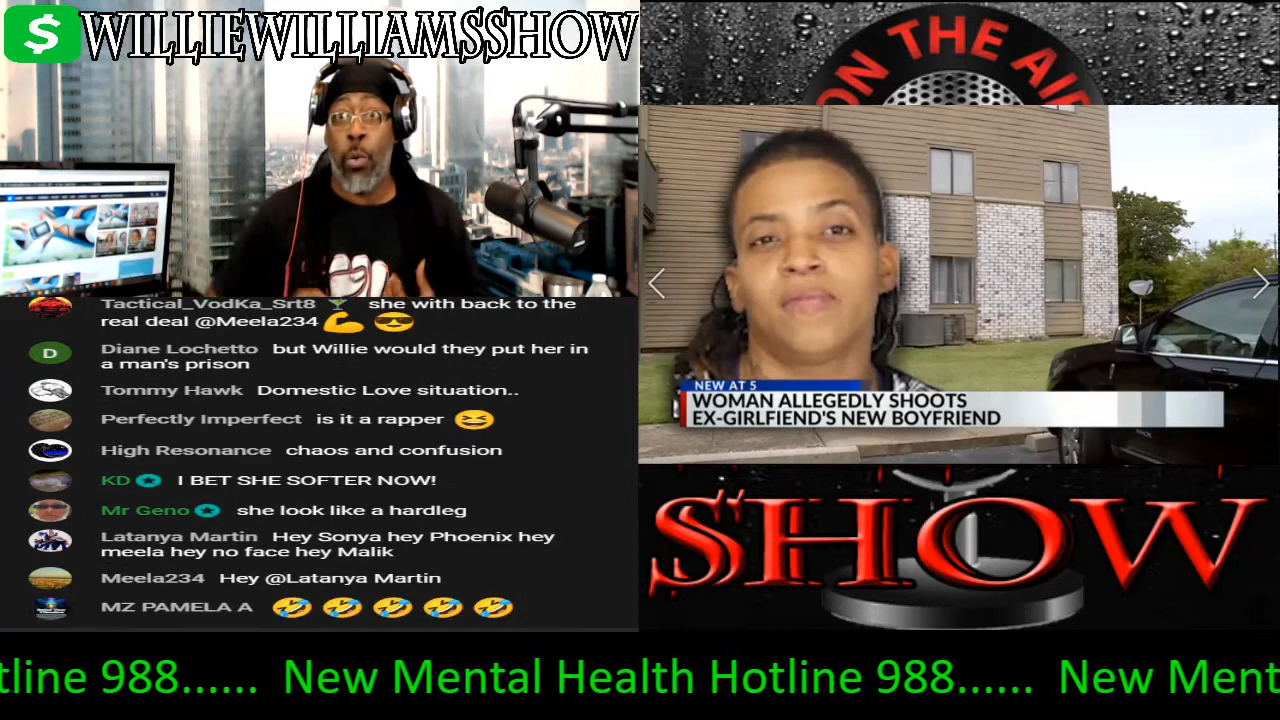 $ WILLIEWILLIAMSSHOW
ON THE AIR
Tactical_VodKa_Srt8 🍸 she with back to the
real deal @Meela234 💪 😎
D Diane Lochetto but Willie would they put her in
a man's prison
Tommy Hawk Domestic Love situation..
Perfectly Imperfect is it a rapper 😆
High Resonance chaos and confusion
KD I BET SHE SOFTER NOW!
Mr Geno she look like a hardleg
Latanya Martin Hey Sonya hey Phoenix hey
meela hey no face hey Malik
Meela234 Hey @Latanya Martin
MZ PAMELA A 🤣 🤣 🤣 🤣 🤣
NEW AT 5
WOMAN ALLEGEDLY SHOOTS
EX-GIRLFIEND'S NEW BOYFRIEND
SHOW
tline 988...... New Mental Health Hotline 988...... New Ment